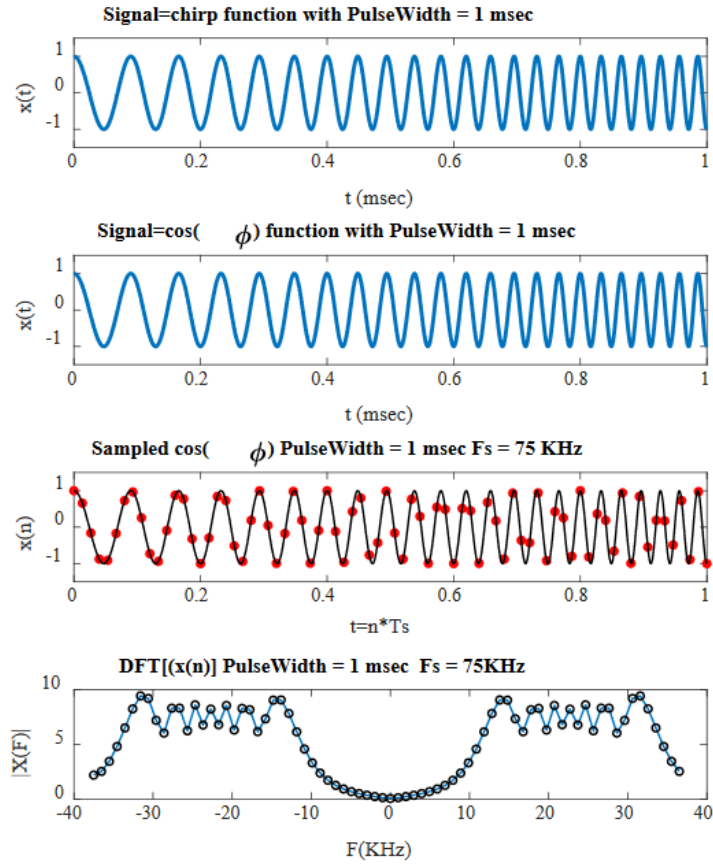 Signal=chirp function with PulseWidth = 1 msec
1
0
-1
x(t)
0 0.2 0.4 0.6 0.8 1
t (msec)
Signal=cos( ϕ) function with PulseWidth = 1 msec
1
0
-1
x(t)
0 0.2 0.4 0.6 0.8 1
t (msec)
Sampled cos( ϕ) PulseWidth = 1 msec Fs = 75 KHz
1
0
-1
x(n)
0 0.2 0.4 0.6 0.8 1
t=n*Ts
DFT[(x(n)] PulseWidth = 1 msec Fs = 75KHz
10
5
0
|X(F)|
-40 -30 -20 -10 0 10 20 30 40
F(KHz)